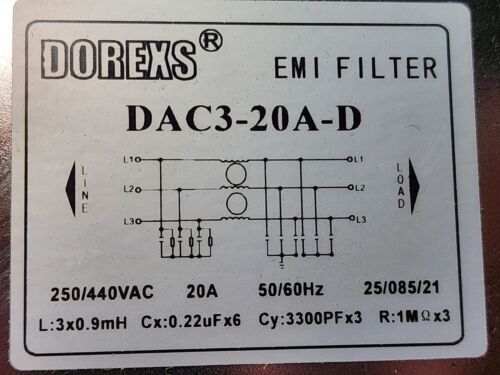 DOREXS® EMI FILTER
DAC3-20A-D
L1 L1
LINE L2 L2 LOAD
L3 L3
250/440VAC 20A 50/60Hz 25/085/21
L:3x0.9mH Cx:0.22uFx6 Cy:3300PFx3 R:1MΩx3